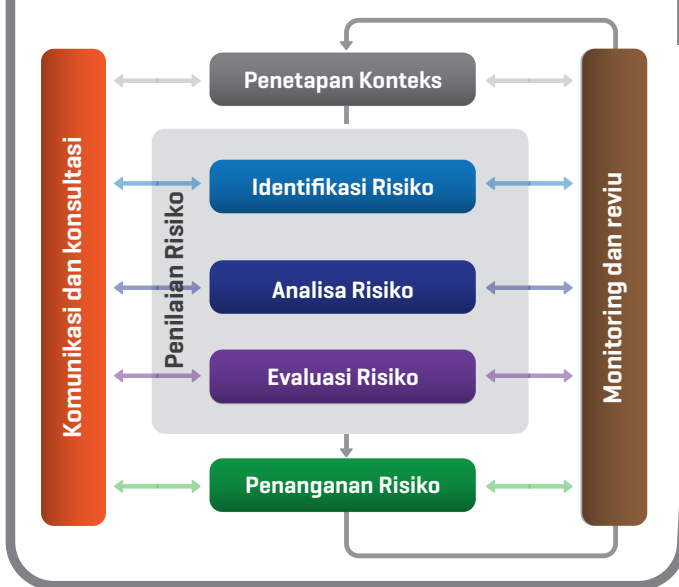 Komunikasi dan konsultasi
Penetapan Konteks
Penilaian Risiko
Identifikasi Risiko
Analisa Risiko
Evaluasi Risiko
Penanganan Risiko
Monitoring dan reviu